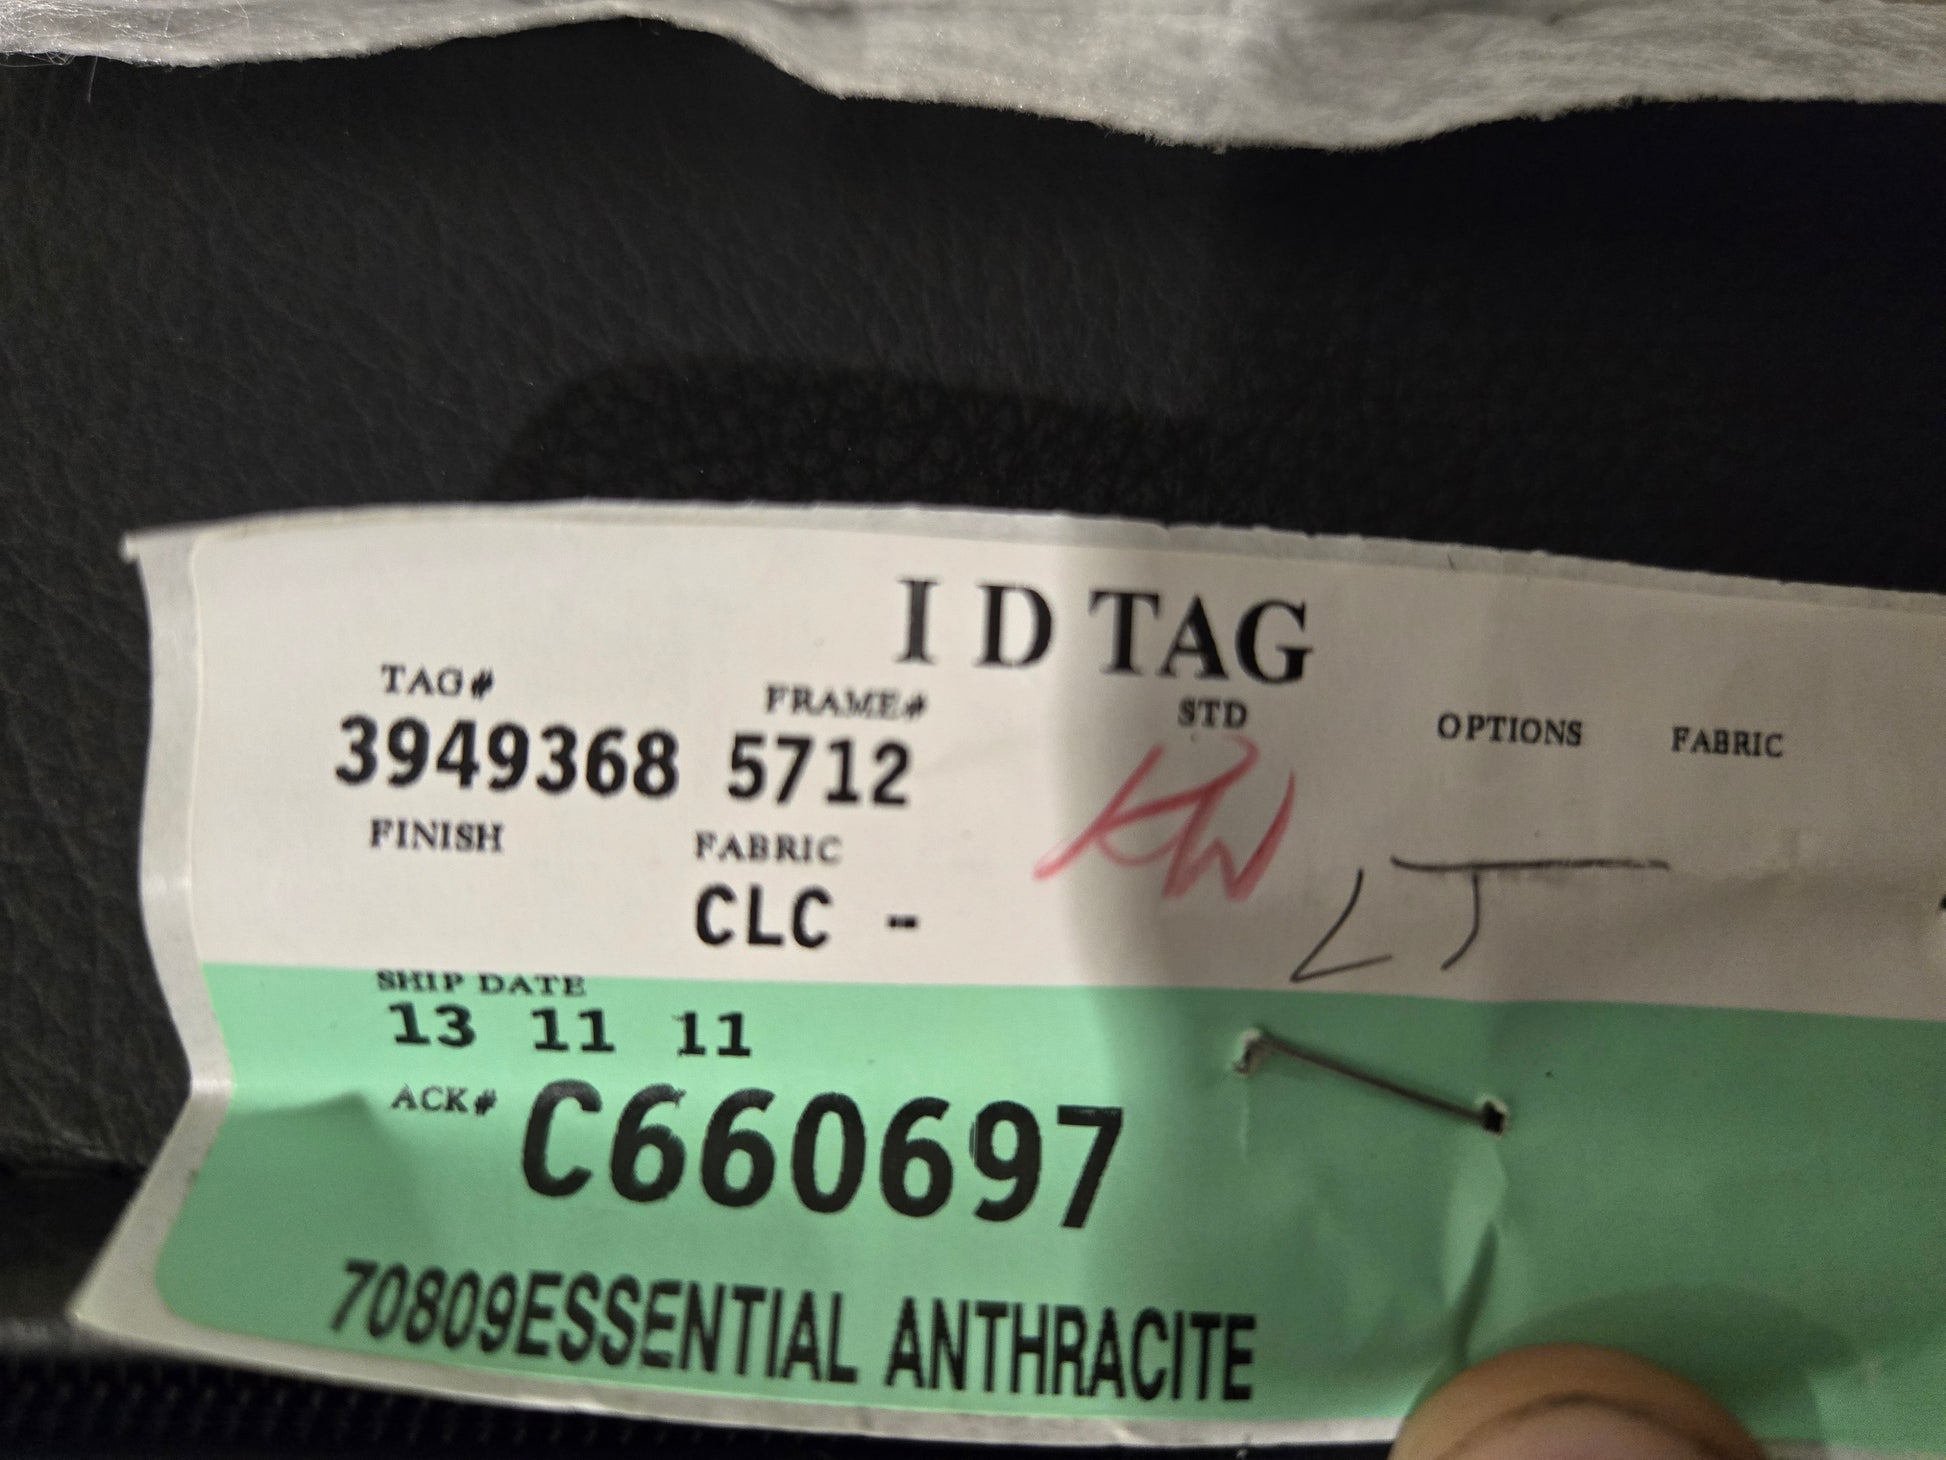 I D TAG
TAG# FRAME# STD OPTIONS FABRIC
3949368 5712
KW
FINISH FABRIC
CLC -
LJ
SHIP DATE
13 11 11
ACK# C660697
70809ESSENTIAL ANTHRACITE